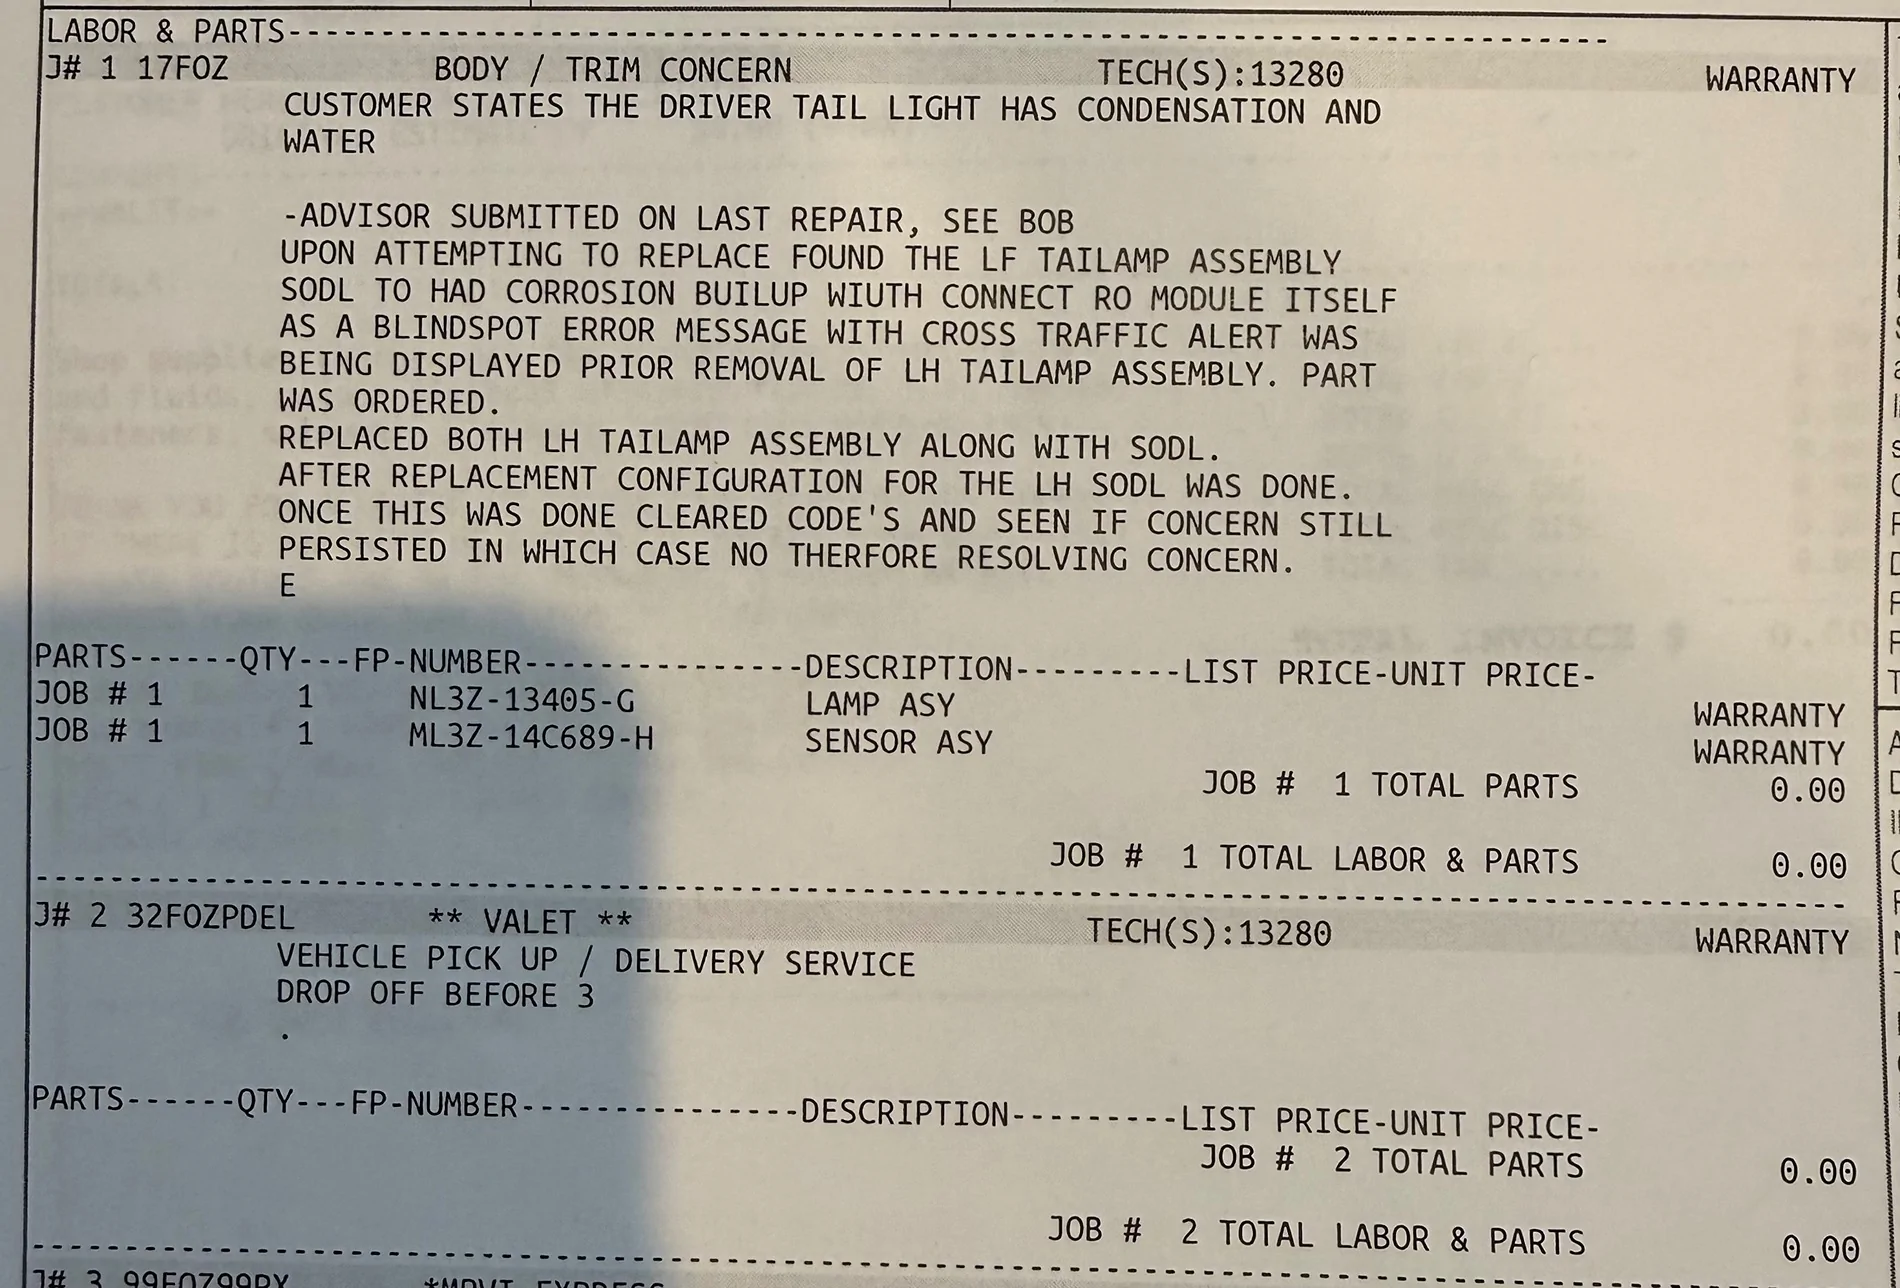 LABOR & PARTS----------------------------------------------------------------------
J# 1 17FOZ BODY / TRIM CONCERN TECH(S):13280 WARRANTY
CUSTOMER STATES THE DRIVER TAIL LIGHT HAS CONDENSATION AND
WATER
-ADVISOR SUBMITTED ON LAST REPAIR, SEE BOB
UPON ATTEMPTING TO REPLACE FOUND THE LF TAILAMP ASSEMBLY
SODL TO HAD CORROSION BUILUP WIUTH CONNECT RO MODULE ITSELF
AS A BLINDSPOT ERROR MESSAGE WITH CROSS TRAFFIC ALERT WAS
BEING DISPLAYED PRIOR REMOVAL OF LH TAILAMP ASSEMBLY. PART
WAS ORDERED.
REPLACED BOTH LH TAILAMP ASSEMBLY ALONG WITH SODL.
AFTER REPLACEMENT CONFIGURATION FOR THE LH SODL WAS DONE.
ONCE THIS WAS DONE CLEARED CODE'S AND SEEN IF CONCERN STILL
PERSISTED IN WHICH CASE NO THERFORE RESOLVING CONCERN.
E
PARTS------QTY---FP-NUMBER---------------DESCRIPTION---------LIST PRICE-UNIT PRICE-
JOB # 1 1 NL3Z-13405-G LAMP ASY WARRANTY
JOB # 1 1 ML3Z-14C689-H SENSOR ASY WARRANTY
JOB # 1 TOTAL PARTS 0.00
JOB # 1 TOTAL LABOR & PARTS 0.00
J# 2 32FOZPDEL ** VALET ** TECH(S):13280 WARRANTY
VEHICLE PICK UP / DELIVERY SERVICE
DROP OFF BEFORE 3
.
PARTS------QTY---FP-NUMBER---------------DESCRIPTION---------LIST PRICE-UNIT PRICE-
JOB # 2 TOTAL PARTS 0.00
JOB # 2 TOTAL LABOR & PARTS 0.00
J# 3